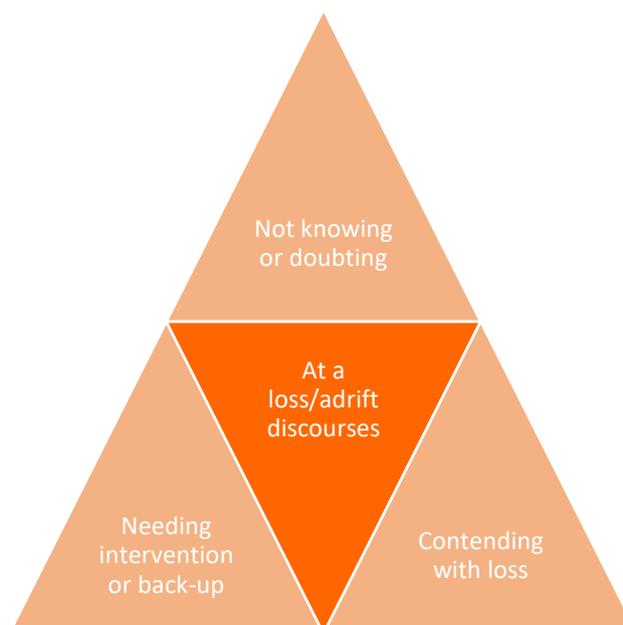 Not knowing
or doubting
At a
loss/adrift
discourses
Needing
intervention
or back-up
Contending
with loss